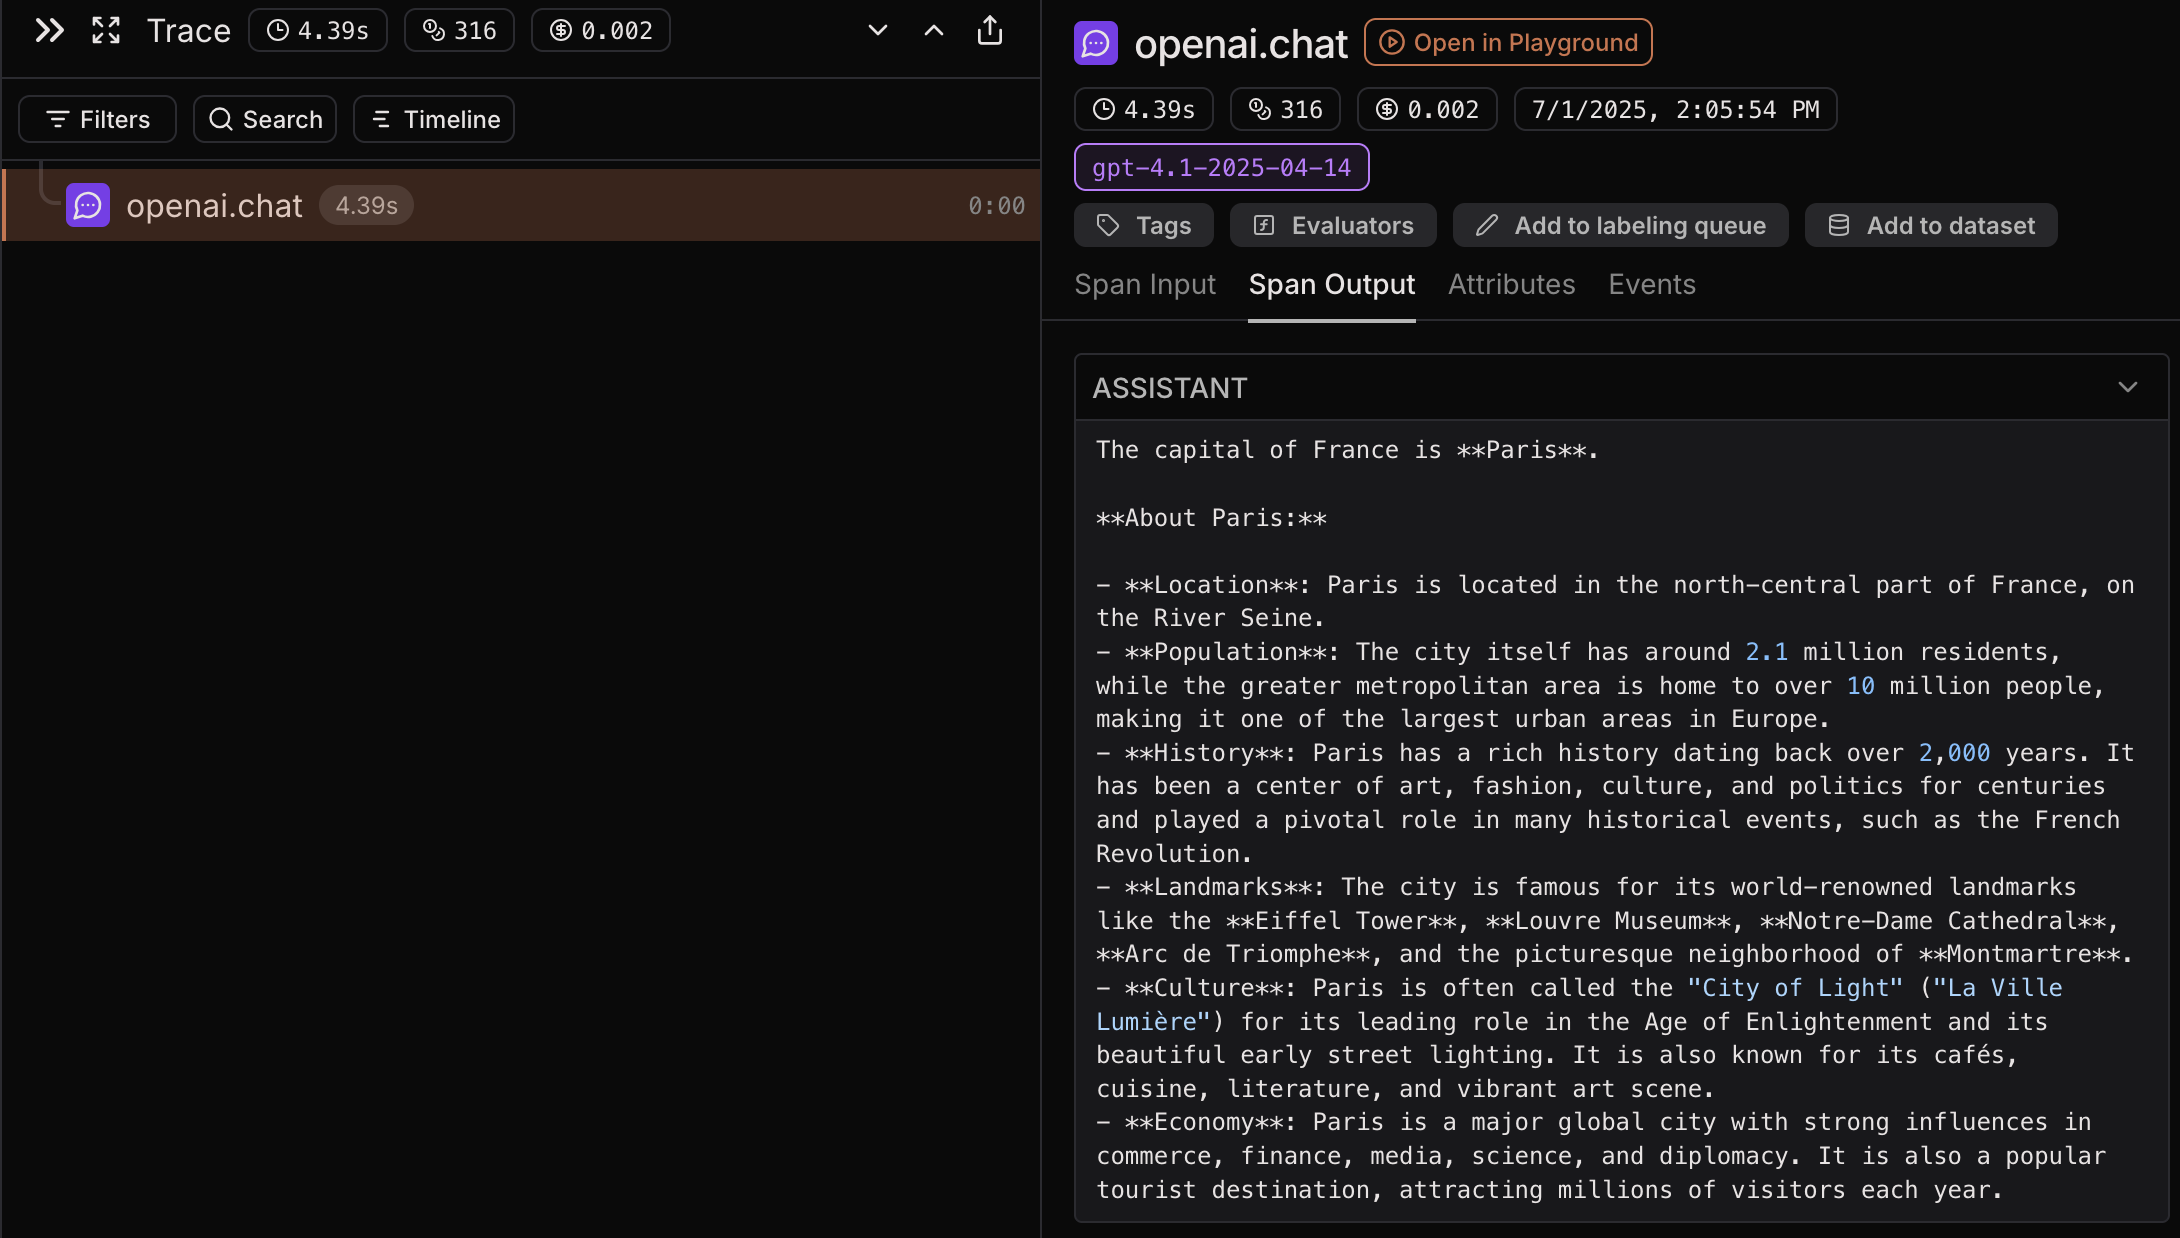 Trace 4.39s 316 0.002
Filters Search Timeline
openai.chat 4.39s 0:00
openai.chat Open in Playground
4.39s 316 0.002 7/1/2025, 2:05:54 PM
gpt-4.1-2025-04-14
Tags Evaluators Add to labeling queue Add to dataset
Span Input Span Output Attributes Events
ASSISTANT
The capital of France is **Paris**.
**About Paris:**
- **Location**: Paris is located in the north-central part of France, on
the River Seine.
- **Population**: The city itself has around 2.1 million residents,
while the greater metropolitan area is home to over 10 million people,
making it one of the largest urban areas in Europe.
- **History**: Paris has a rich history dating back over 2,000 years. It
has been a center of art, fashion, culture, and politics for centuries
and played a pivotal role in many historical events, such as the French
Revolution.
- **Landmarks**: The city is famous for its world-renowned landmarks
like the **Eiffel Tower**, **Louvre Museum**, **Notre-Dame Cathedral**,
**Arc de Triomphe**, and the picturesque neighborhood of **Montmartre**.
- **Culture**: Paris is often called the "City of Light" ("La Ville
Lumière") for its leading role in the Age of Enlightenment and its
beautiful early street lighting. It is also known for its cafés,
cuisine, literature, and vibrant art scene.
- **Economy**: Paris is a major global city with strong influences in
commerce, finance, media, science, and diplomacy. It is also a popular
tourist destination, attracting millions of visitors each year.